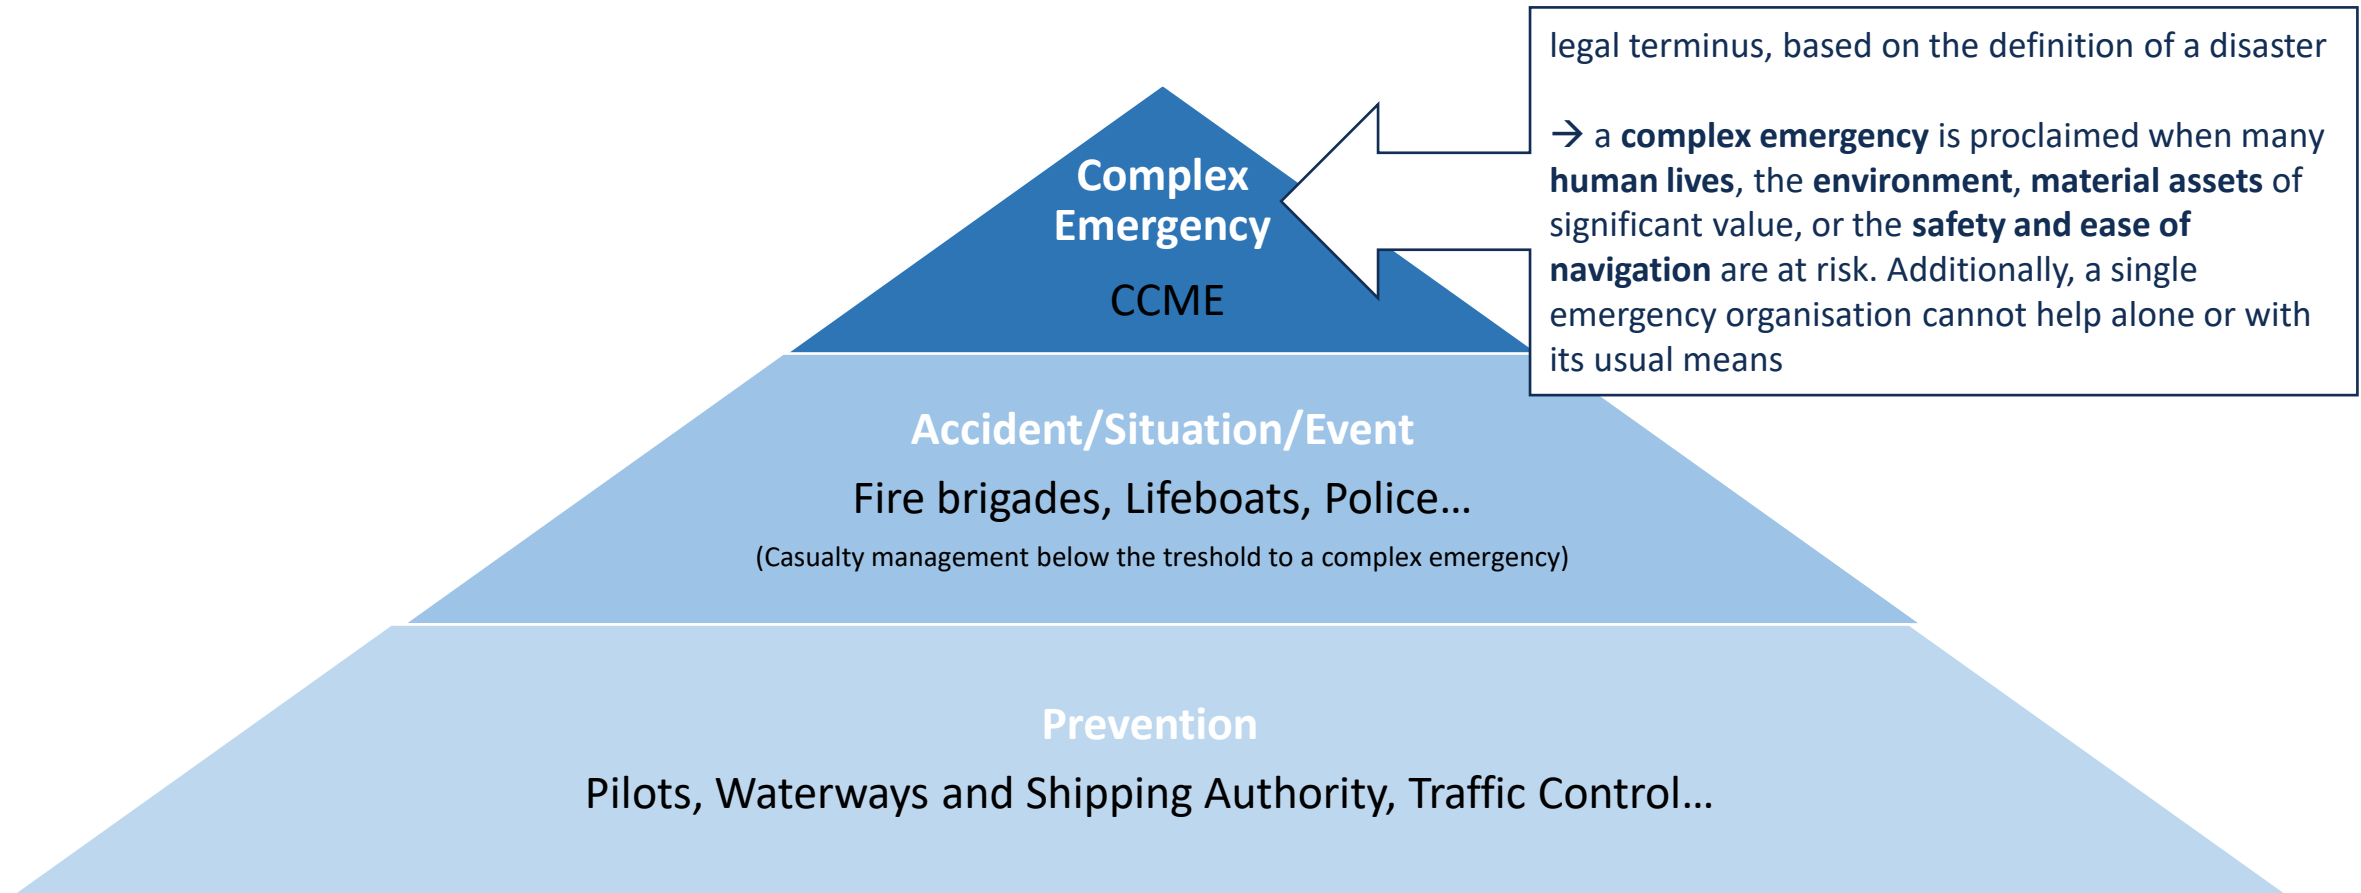 legal terminus, based on the definition of a disaster
→ a complex emergency is proclaimed when many
human lives, the environment, material assets of
significant value, or the safety and ease of
navigation are at risk. Additionally, a single
emergency organisation cannot help alone or with
its usual means
Complex
Emergency
CCME
Accident/Situation/Event
Fire brigades, Lifeboats, Police...
(Casualty management below the treshold to a complex emergency)
Prevention
Pilots, Waterways and Shipping Authority, Traffic Control...